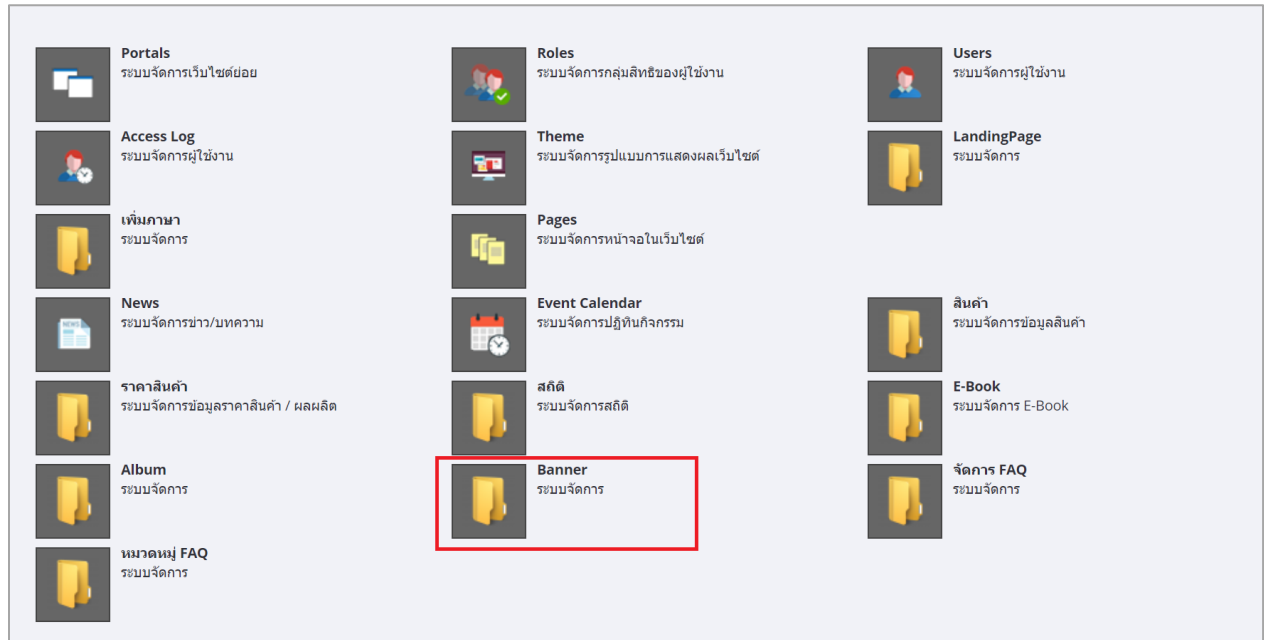 Portals
ระบบจัดการเว็บไซต์ย่อย
Roles
ระบบจัดการกลุ่มสิทธิของผู้ใช้งาน
Users
ระบบจัดการผู้ใช้งาน
Access Log
ระบบจัดการผู้ใช้งาน
Theme
ระบบจัดการรูปแบบการแสดงผลเว็บไซต์
LandingPage
ระบบจัดการ
เพิ่มภาษา
ระบบจัดการ
Pages
ระบบจัดการหน้าจอในเว็บไซต์
News
ระบบจัดการข่าว/บทความ
Event Calendar
ระบบจัดการปฏิทินกิจกรรม
สินค้า
ระบบจัดการข้อมูลสินค้า
ราคาสินค้า
ระบบจัดการข้อมูลราคาสินค้า / ผลผลิต
สถิติ
ระบบจัดการสถิติ
E-Book
ระบบจัดการ E-Book
Album
ระบบจัดการ
Banner
ระบบจัดการ
จัดการ FAQ
ระบบจัดการ
หมวดหมู่ FAQ
ระบบจัดการ